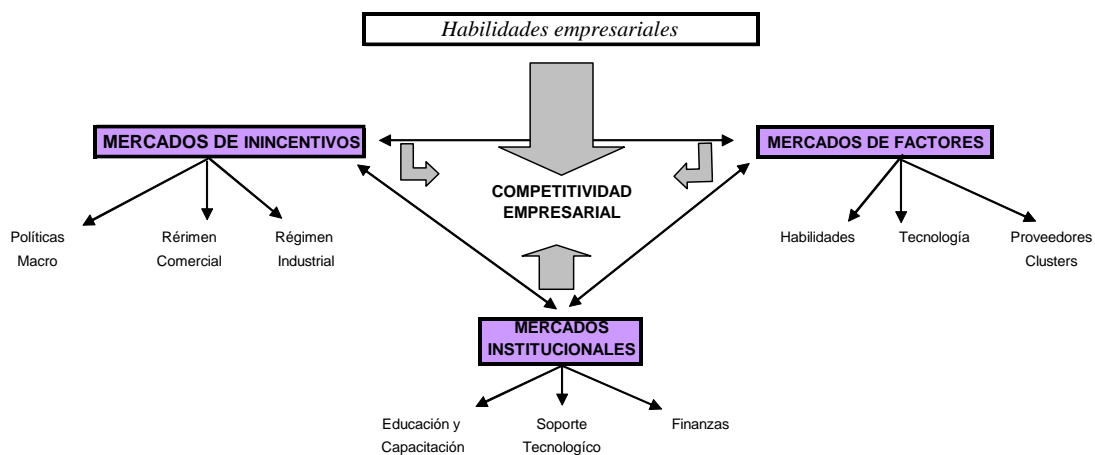 Habilidades empresariales
MERCADOS DE ININCENTIVOS
MERCADOS DE FACTORES
COMPETITIVIDAD
EMPRESARIAL
Políticas
Macro
Rérimen
Comercial
Régimen
Industrial
Habilidades
Tecnología
Proveedores
Clusters
MERCADOS
INSTITUCIONALES
Educación y
Capacitación
Soporte
Tecnologíco
Finanzas